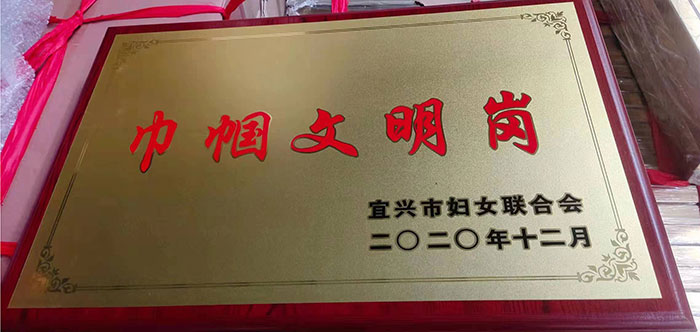 巾帼文明岗
宜兴市妇女联合会
二〇二〇年十二月